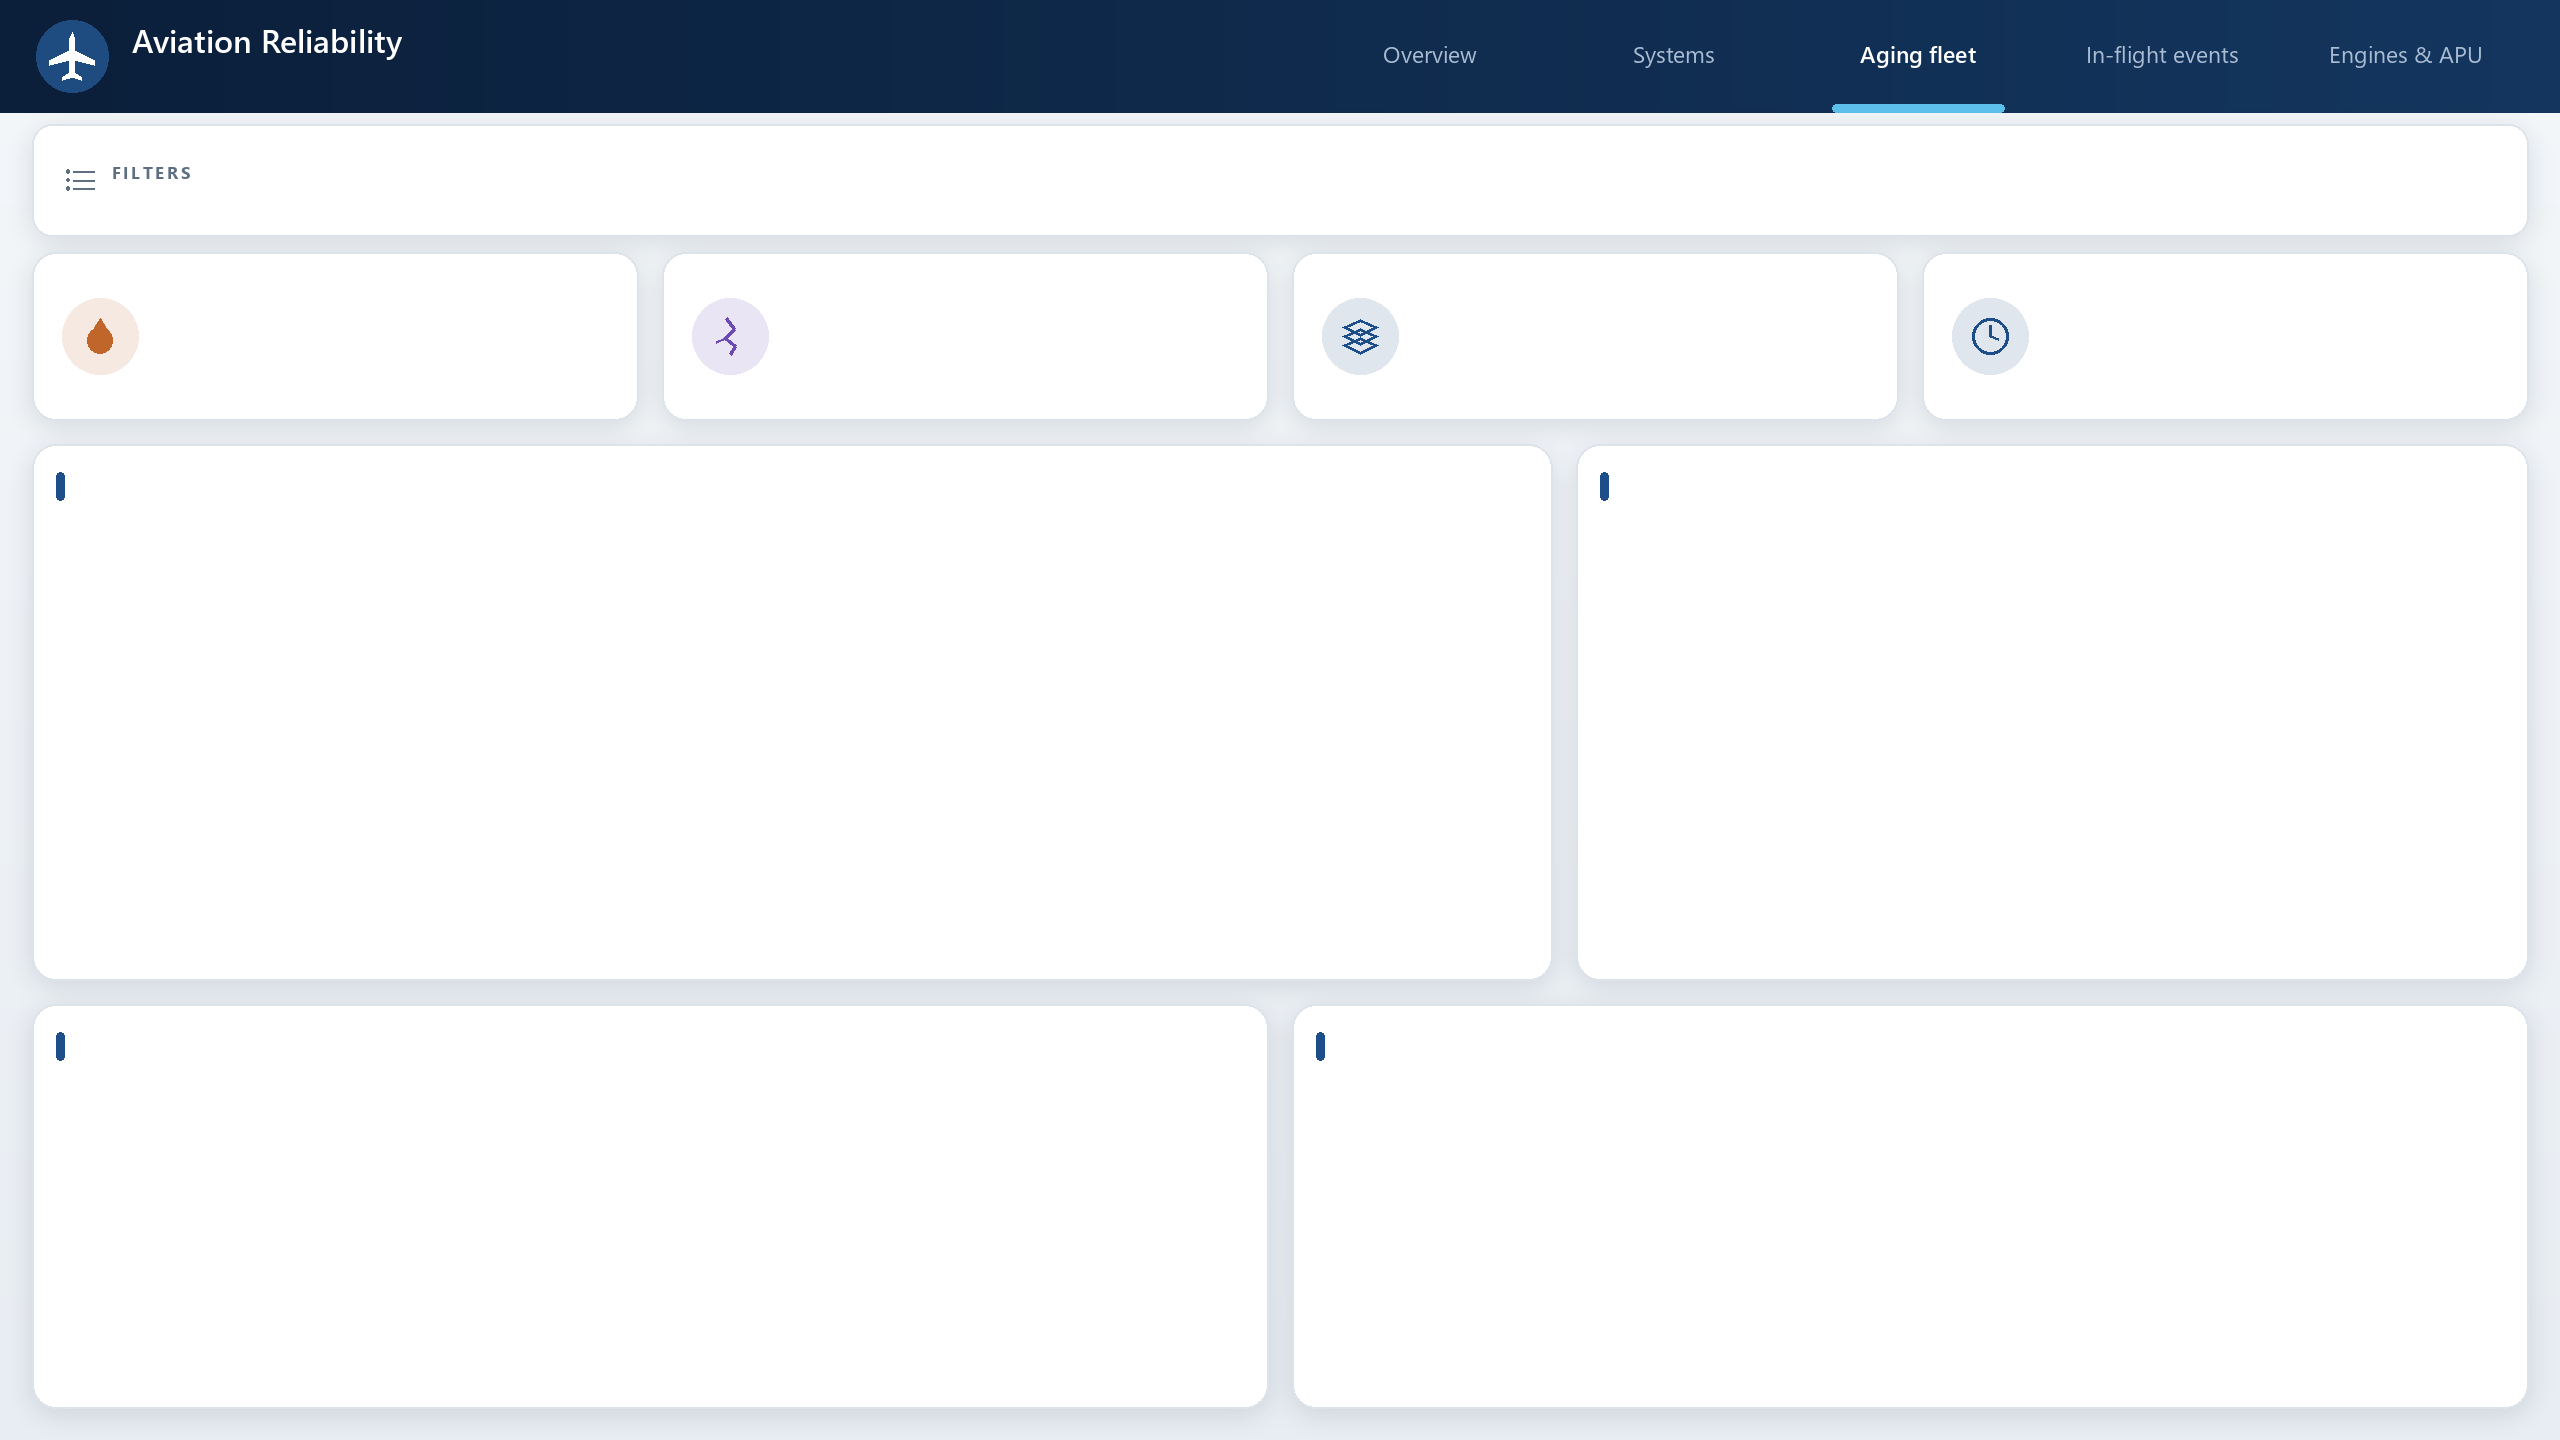 Aviation Reliability
Overview
Systems
Aging fleet
In-flight events
Engines & APU
FILTERS